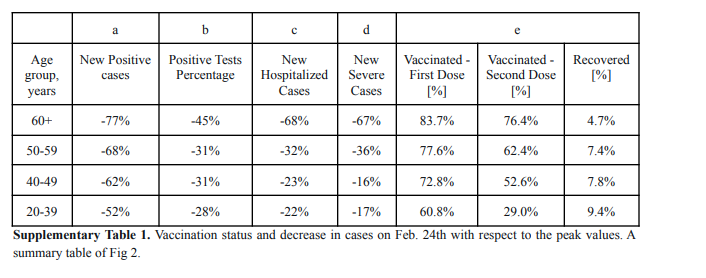 a b c d e
Age group, years New Positive cases Positive Tests Percentage New Hospitalized Cases New Severe Cases Vaccinated - First Dose [%] Vaccinated - Second Dose [%] Recovered [%]
60+ -77% -45% -68% -67% 83.7% 76.4% 4.7%
50-59 -68% -31% -32% -36% 77.6% 62.4% 7.4%
40-49 -62% -31% -23% -16% 72.8% 52.6% 7.8%
20-39 -52% -28% -22% -17% 60.8% 29.0% 9.4%
Supplementary Table 1. Vaccination status and decrease in cases on Feb. 24th with respect to the peak values. A
summary table of Fig 2.